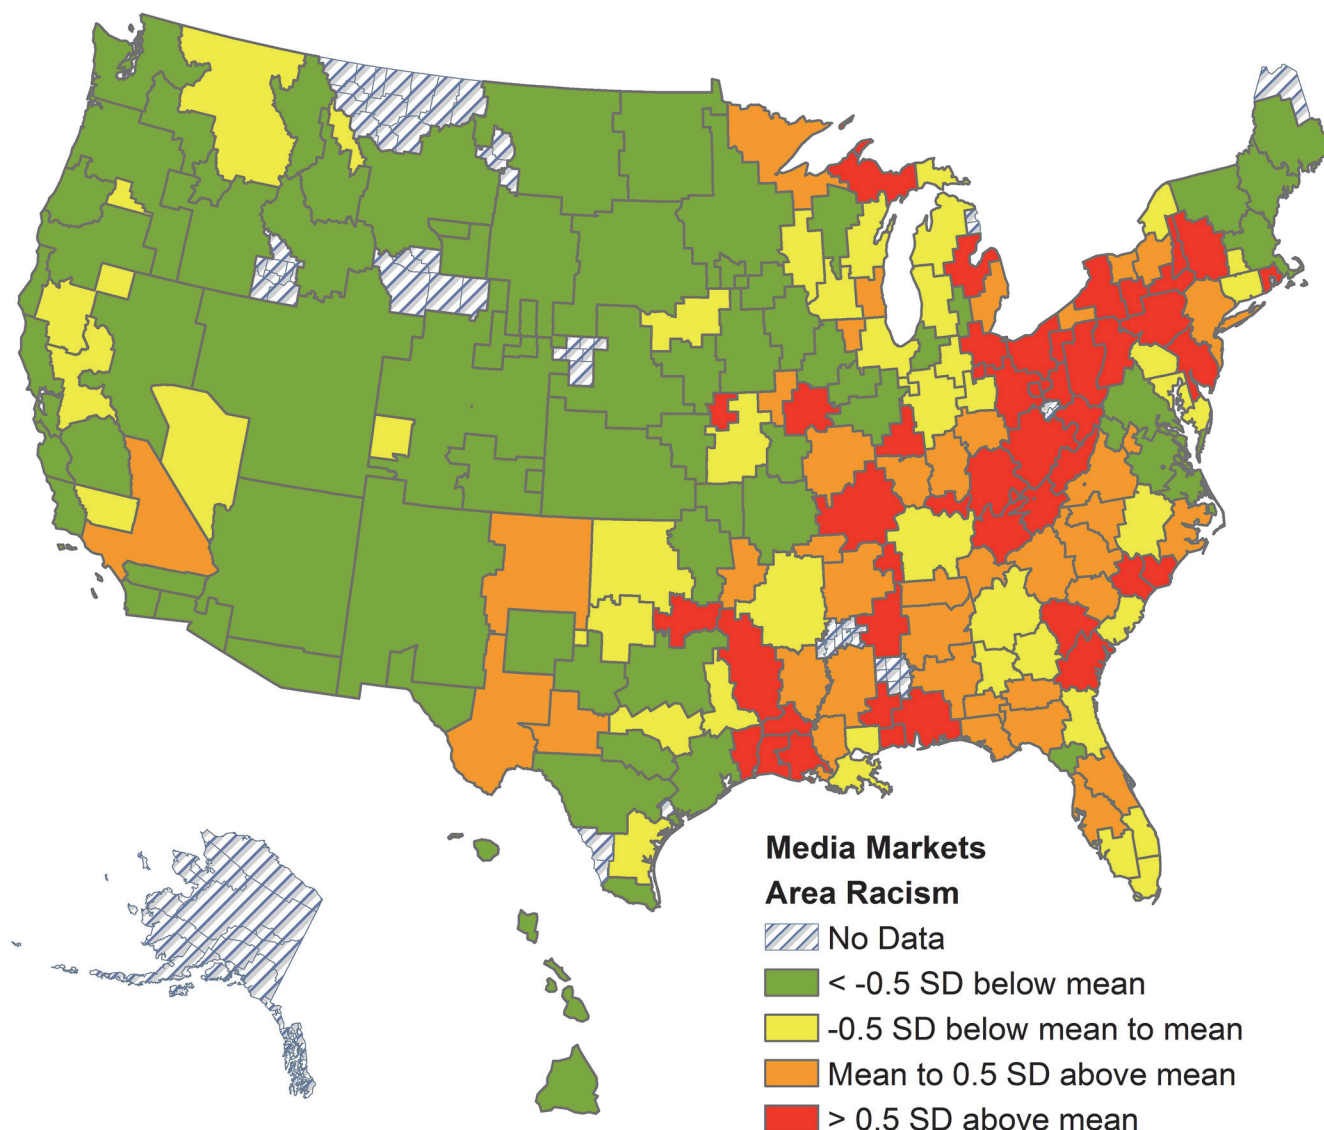 Media Markets
Area Racism
No Data
< -0.5 SD below mean
-0.5 SD below mean to mean
Mean to 0.5 SD above mean
> 0.5 SD above mean